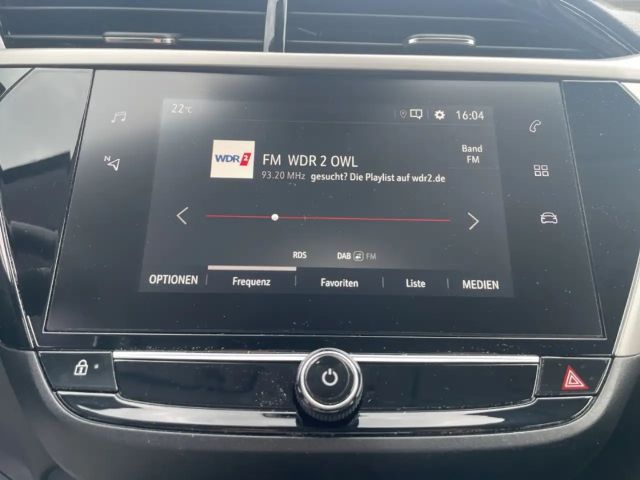 22°C
16:04
N
WDR 2
FM WDR 2 OWL
93.20 MHz gesucht? Die Playlist auf wdr2.de
Band
FM
RDS DAB FM
OPTIONEN Frequenz Favoriten Liste MEDIEN